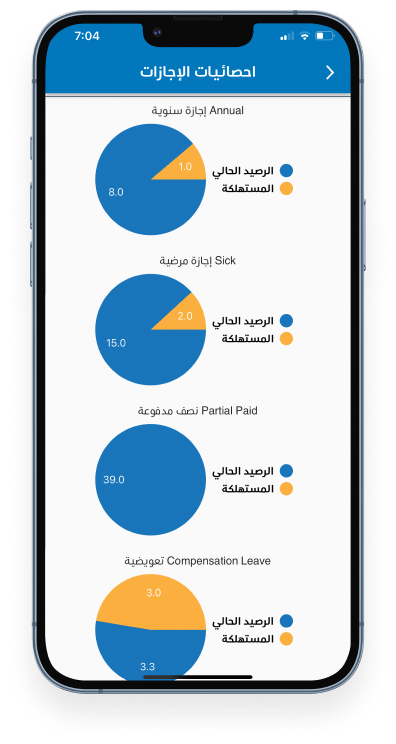 7:04
احصائيات الإجازات
إجازة سنوية Annual
1.0
8.0
الرصيد الحالي
المستهلكة
إجازة مرضية Sick
2.0
15.0
الرصيد الحالي
المستهلكة
نصف مدفوعة Partial Paid
39.0
الرصيد الحالي
المستهلكة
تعويضية Compensation Leave
3.0
3.3
الرصيد الحالي
المستهلكة